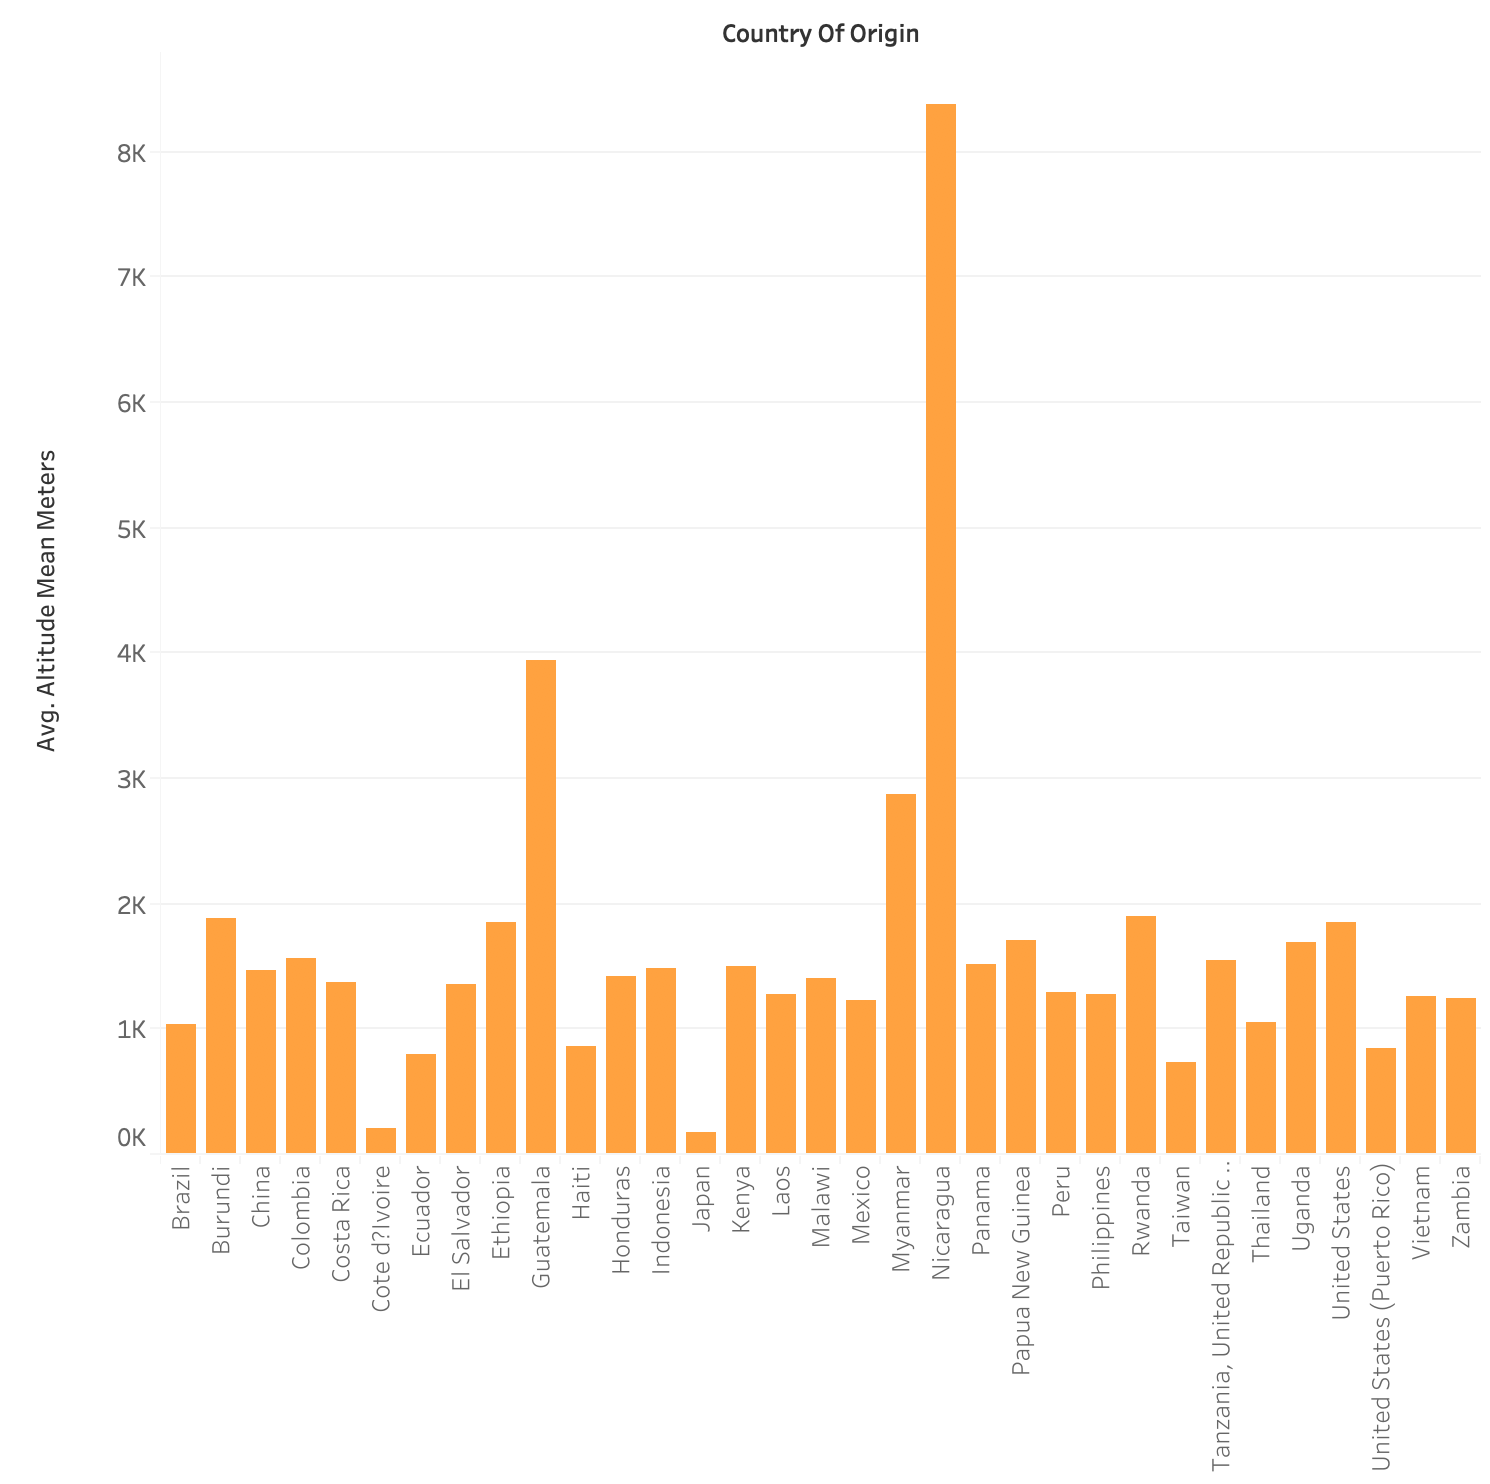 Country Of Origin
Avg. Altitude Mean Meters
8K
7K
6K
5K
4K
3K
2K
1K
0K
Brazil
Burundi
China
Colombia
Costa Rica
Cote d?Ivoire
Ecuador
El Salvador
Ethiopia
Guatemala
Haiti
Honduras
Indonesia
Japan
Kenya
Laos
Malawi
Mexico
Myanmar
Nicaragua
Panama
Papua New Guinea
Peru
Philippines
Rwanda
Taiwan
Tanzania, United Republic..
Thailand
Uganda
United States
United States (Puerto Rico)
Vietnam
Zambia